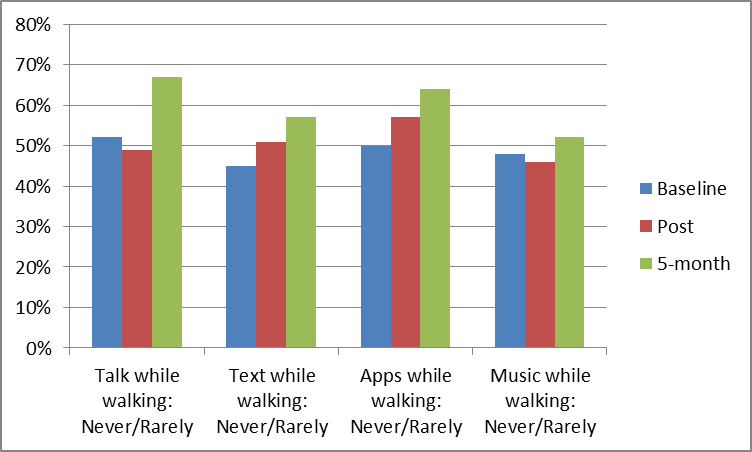 80%
70%
60%
50%
40%
30%
20%
10%
0%
Talk while
walking:
Never/Rarely
Text while
walking:
Never/Rarely
Apps while
walking:
Never/Rarely
Music while
walking:
Never/Rarely
Baseline
Post
5-month